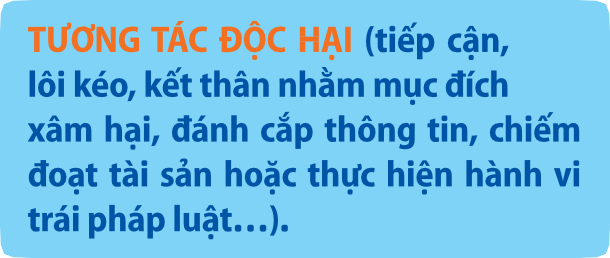 TƯƠNG TÁC ĐỘC HẠI (tiếp cận,
lôi kéo, kết thân nhằm mục đích
xâm hại, đánh cắp thông tin, chiếm
đoạt tài sản hoặc thực hiện hành vi
trái pháp luật...).